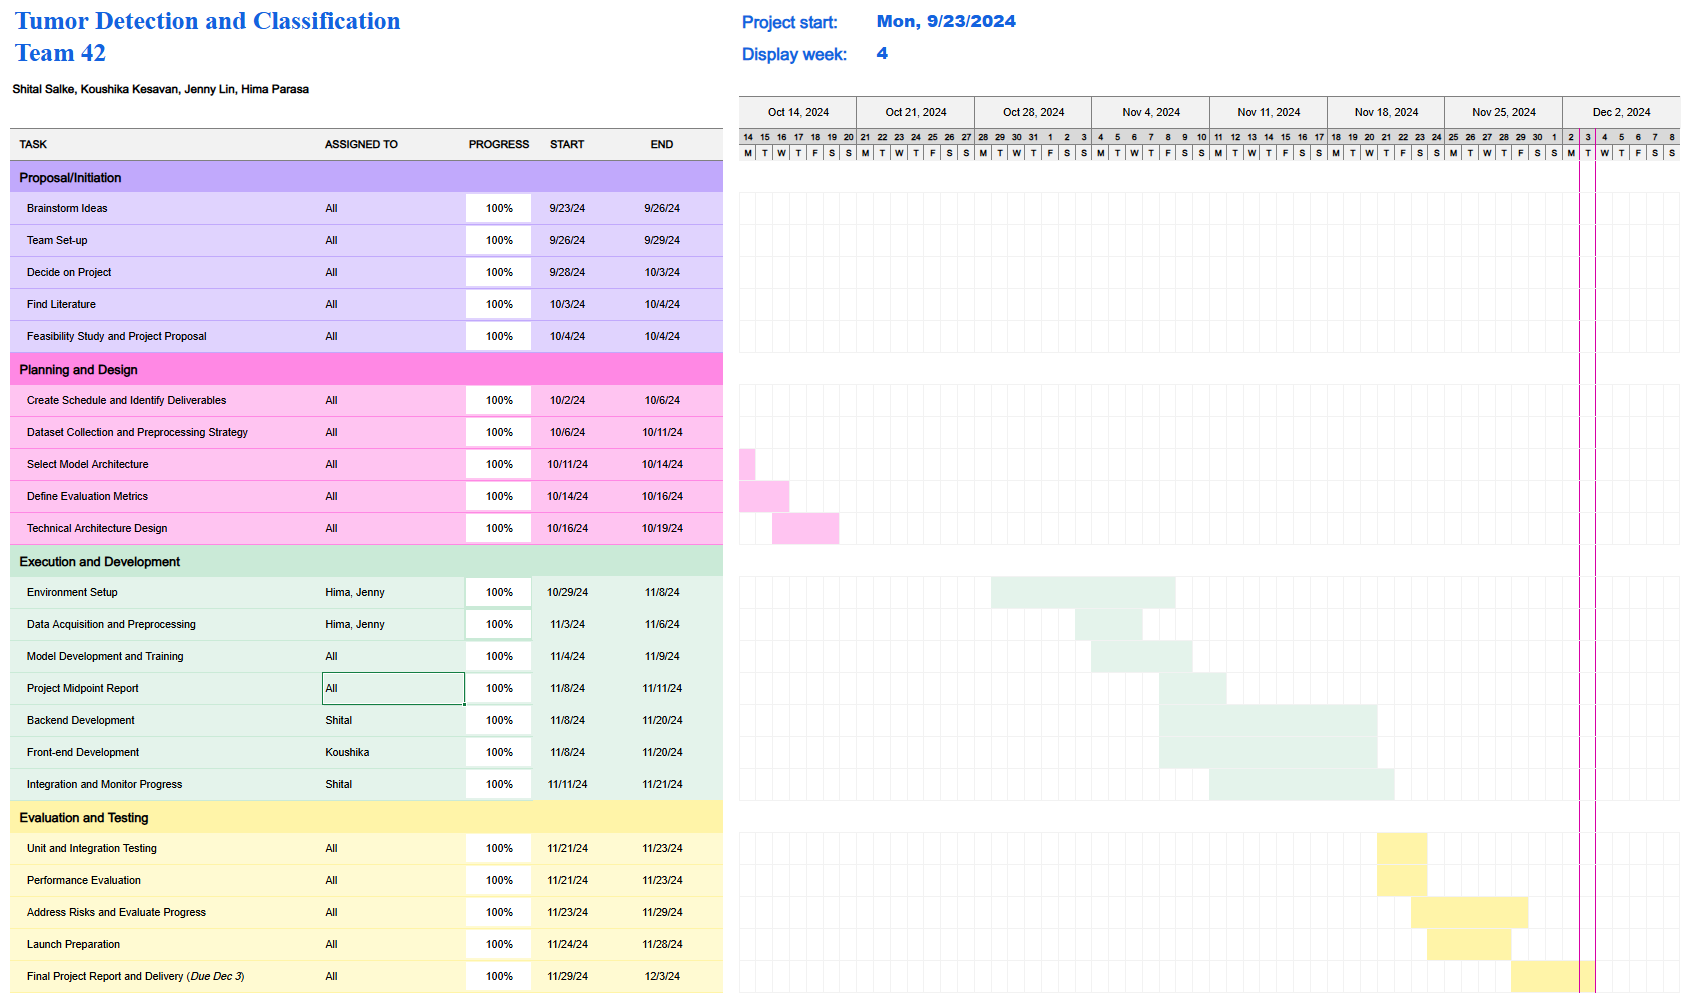 Tumor Detection and Classification
Team 42
Project start: Mon, 9/23/2024
Display week: 4
Shital Salke, Koushika Kesavan, Jenny Lin, Hima Parasa
Oct 14, 2024 Oct 21, 2024 Oct 28, 2024 Nov 4, 2024 Nov 11, 2024 Nov 18, 2024 Nov 25, 2024 Dec 2, 2024
14 15 16 17 18 19 20 21 22 23 24 25 26 27 28 29 30 31 1 2 3 4 5 6 7 8 9 10 11 12 13 14 15 16 17 18 19 20 21 22 23 24 25 26 27 28 29 30 1 2 3 4 5 6 7 8
TASK ASSIGNED TO PROGRESS START END
M T W T F S S M T W T F S S M T W T F S S M T W T F S S M T W T F S S M T W T F S S M T W T F S S M T W T F S S
Proposal/Initiation
Brainstorm Ideas All 100% 9/23/24 9/26/24
Team Set-up All 100% 9/26/24 9/29/24
Decide on Project All 100% 9/28/24 10/3/24
Find Literature All 100% 10/3/24 10/4/24
Feasibility Study and Project Proposal All 100% 10/4/24 10/4/24
Planning and Design
Create Schedule and Identify Deliverables All 100% 10/2/24 10/6/24
Dataset Collection and Preprocessing Strategy All 100% 10/6/24 10/11/24
Select Model Architecture All 100% 10/11/24 10/14/24
Define Evaluation Metrics All 100% 10/14/24 10/16/24
Technical Architecture Design All 100% 10/16/24 10/19/24
Execution and Development
Environment Setup Hima, Jenny 100% 10/29/24 11/8/24
Data Acquisition and Preprocessing Hima, Jenny 100% 11/3/24 11/6/24
Model Development and Training All 100% 11/4/24 11/9/24
Project Midpoint Report All 100% 11/8/24 11/11/24
Backend Development Shital 100% 11/8/24 11/20/24
Front-end Development Koushika 100% 11/8/24 11/20/24
Integration and Monitor Progress Shital 100% 11/11/24 11/21/24
Evaluation and Testing
Unit and Integration Testing All 100% 11/21/24 11/23/24
Performance Evaluation All 100% 11/21/24 11/23/24
Address Risks and Evaluate Progress All 100% 11/23/24 11/29/24
Launch Preparation All 100% 11/24/24 11/28/24
Final Project Report and Delivery (Due Dec 3) All 100% 11/29/24 12/3/24